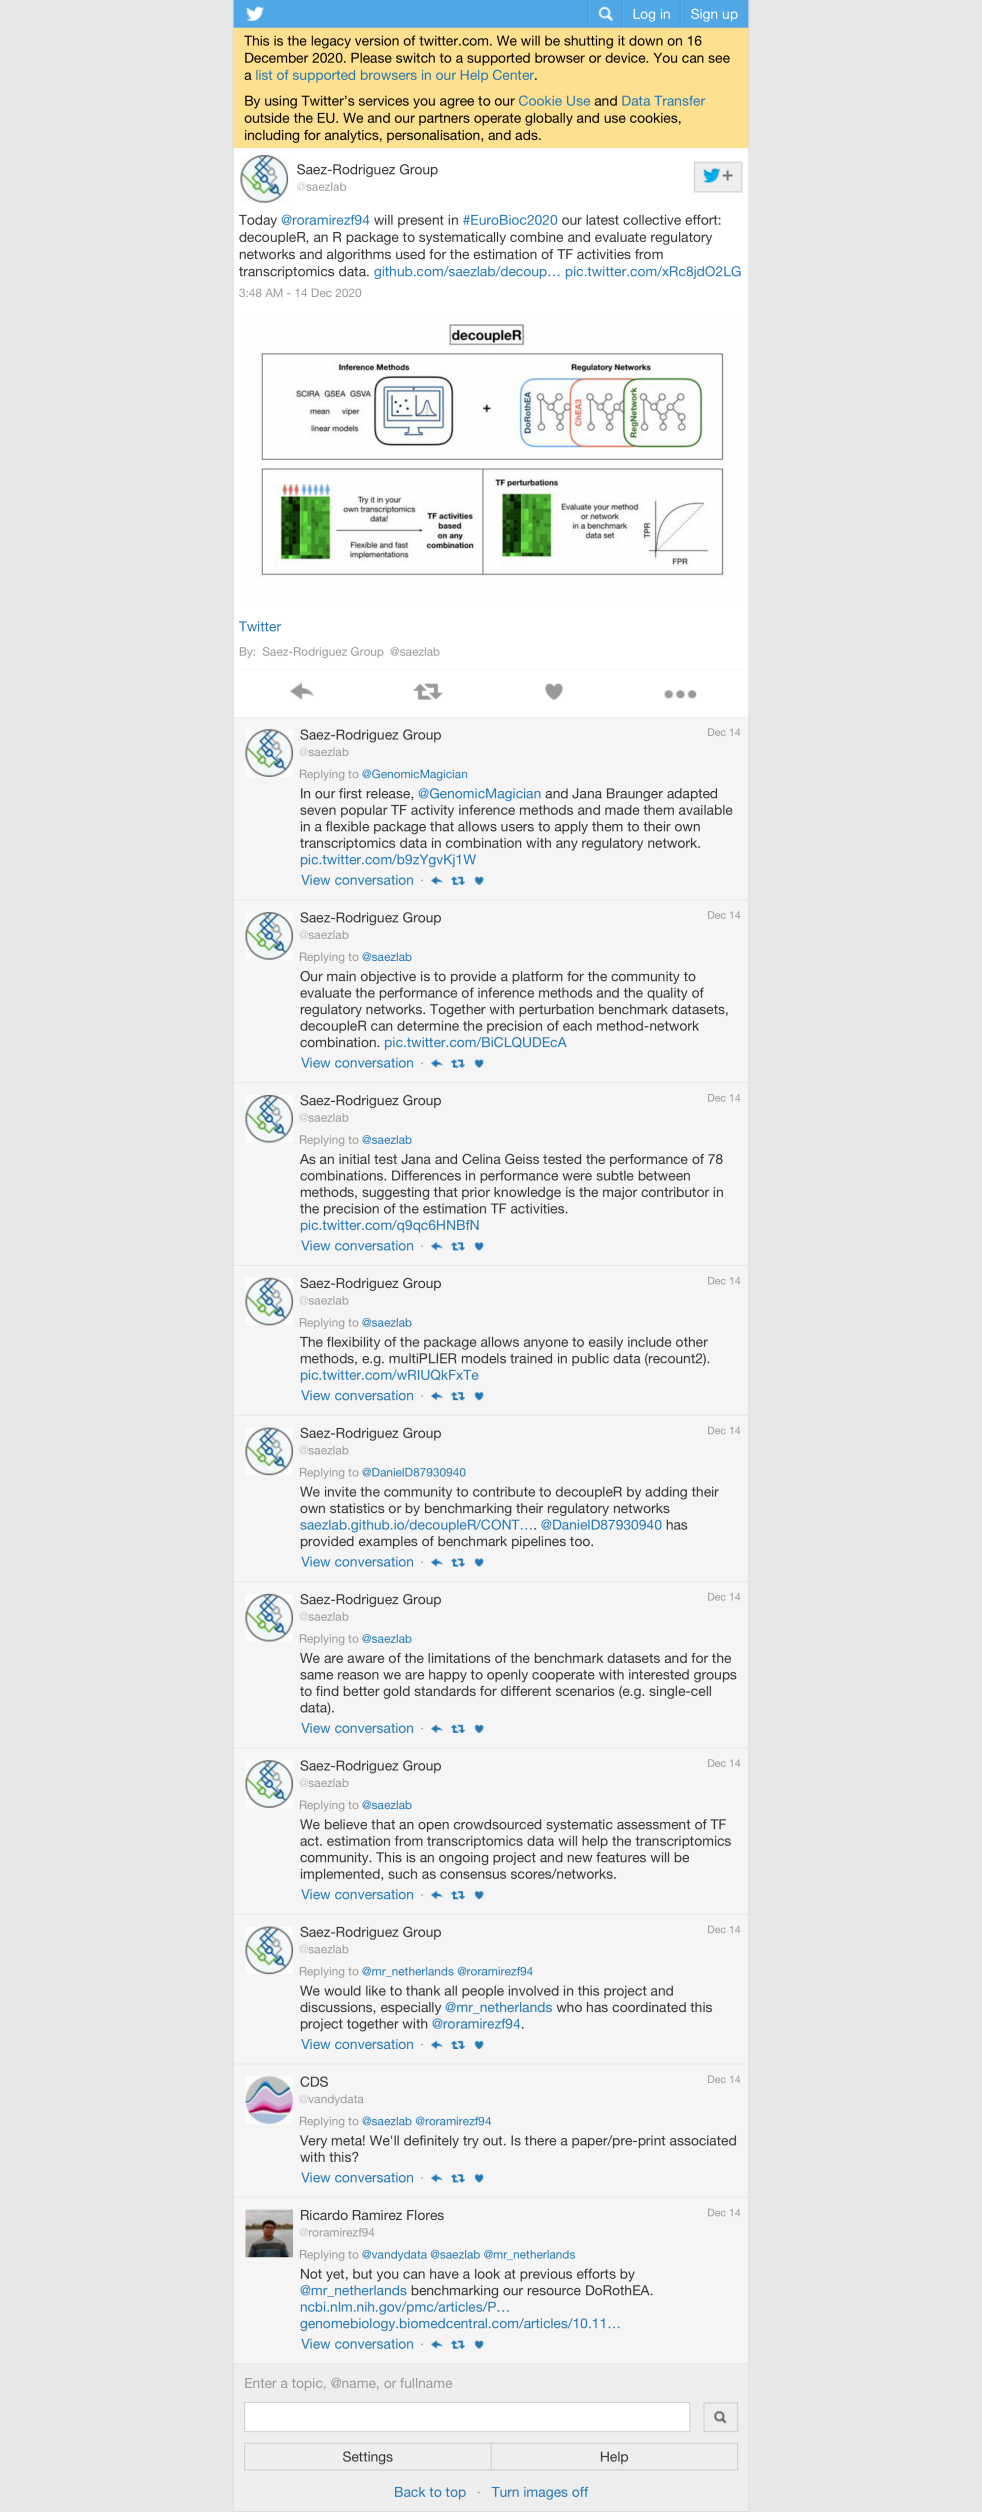 Log in
Sign up
This is the legacy version of twitter.com. We will be shutting it down on 16
December 2020. Please switch to a supported browser or device. You can see
a list of supported browsers in our Help Center.
By using Twitter’s services you agree to our Cookie Use and Data Transfer
outside the EU. We and our partners operate globally and use cookies,
including for analytics, personalisation, and ads.
Saez-Rodriguez Group
@saezlab
Today @roramirezf94 will present in #EuroBioc2020 our latest collective effort:
decoupleR, an R package to systematically combine and evaluate regulatory
networks and algorithms used for the estimation of TF activities from
transcriptomics data. github.com/saezlab/decoup… pic.twitter.com/xRc8jdO2LG
3:48 AM - 14 Dec 2020
decoupleR
Inference Methods
SCIRA GSEA GSVA
mean viper
linear models
+
Regulatory Networks
DoRothEA
ChEA3
RegNetwork
Try it in your
own transcriptomics
data!
Flexible and fast
implementations
TF activities
based
on any
combination
TF perturbations
Evaluate your method
or network
in a benchmark
data set
TPR
FPR
Twitter
By: Saez-Rodriguez Group @saezlab
Saez-Rodriguez Group
Dec 14
@saezlab
Replying to @GenomicMagician
In our first release, @GenomicMagician and Jana Braunger adapted
seven popular TF activity inference methods and made them available
in a flexible package that allows users to apply them to their own
transcriptomics data in combination with any regulatory network.
pic.twitter.com/b9zYgvKj1W
View conversation ·
Saez-Rodriguez Group
Dec 14
@saezlab
Replying to @saezlab
Our main objective is to provide a platform for the community to
evaluate the performance of inference methods and the quality of
regulatory networks. Together with perturbation benchmark datasets,
decoupleR can determine the precision of each method-network
combination. pic.twitter.com/BiCLQUDEcA
View conversation ·
Saez-Rodriguez Group
Dec 14
@saezlab
Replying to @saezlab
As an initial test Jana and Celina Geiss tested the performance of 78
combinations. Differences in performance were subtle between
methods, suggesting that prior knowledge is the major contributor in
the precision of the estimation TF activities.
pic.twitter.com/q9qc6HNBfN
View conversation ·
Saez-Rodriguez Group
Dec 14
@saezlab
Replying to @saezlab
The flexibility of the package allows anyone to easily include other
methods, e.g. multiPLIER models trained in public data (recount2).
pic.twitter.com/wRIUQkFxTe
View conversation ·
Saez-Rodriguez Group
Dec 14
@saezlab
Replying to @DanielD87930940
We invite the community to contribute to decoupleR by adding their
own statistics or by benchmarking their regulatory networks
saezlab.github.io/decoupleR/CONT…. @DanielD87930940 has
provided examples of benchmark pipelines too.
View conversation ·
Saez-Rodriguez Group
Dec 14
@saezlab
Replying to @saezlab
We are aware of the limitations of the benchmark datasets and for the
same reason we are happy to openly cooperate with interested groups
to find better gold standards for different scenarios (e.g. single-cell
data).
View conversation ·
Saez-Rodriguez Group
Dec 14
@saezlab
Replying to @saezlab
We believe that an open crowdsourced systematic assessment of TF
act. estimation from transcriptomics data will help the transcriptomics
community. This is an ongoing project and new features will be
implemented, such as consensus scores/networks.
View conversation ·
Saez-Rodriguez Group
Dec 14
@saezlab
Replying to @mr_netherlands @roramirezf94
We would like to thank all people involved in this project and
discussions, especially @mr_netherlands who has coordinated this
project together with @roramirezf94.
View conversation ·
CDS
Dec 14
@vandydata
Replying to @saezlab @roramirezf94
Very meta! We'll definitely try out. Is there a paper/pre-print associated
with this?
View conversation ·
Ricardo Ramirez Flores
Dec 14
@roramirezf94
Replying to @vandydata @saezlab @mr_netherlands
Not yet, but you can have a look at previous efforts by
@mr_netherlands benchmarking our resource DoRothEA.
ncbi.nlm.nih.gov/pmc/articles/P…
genomebiology.biomedcentral.com/articles/10.11…
View conversation ·
Enter a topic, @name, or fullname
Settings
Help
Back to top · Turn images off